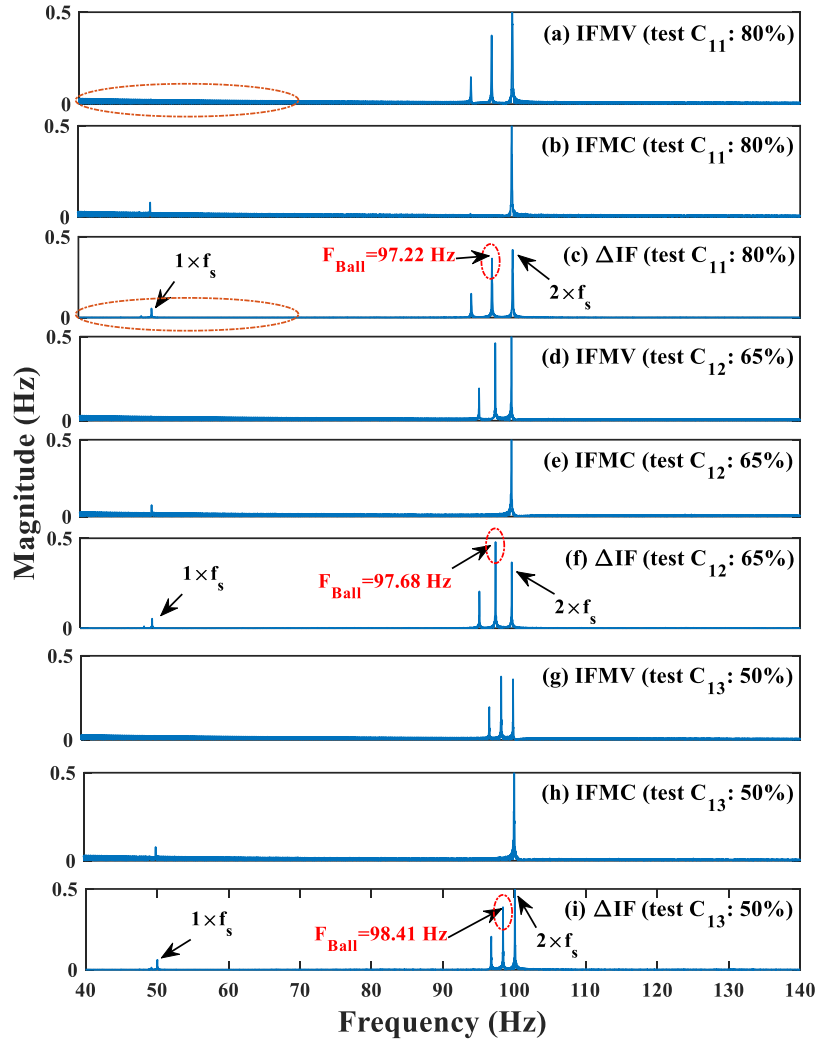 Magnitude (Hz)
0.5
(a) IFMV (test C11: 80%)
0
0.5
(b) IFMC (test C11: 80%)
0
0.5
FBall=97.22 Hz
(c) ΔIF (test C11: 80%)
1×fs
2×fs
0
0.5
(d) IFMV (test C12: 65%)
0
0.5
(e) IFMC (test C12: 65%)
0
0.5
(f) ΔIF (test C12: 65%)
1×fs
FBall=97.68 Hz
2×fs
0
0.5
(g) IFMV (test C13: 50%)
0
0.5
(h) IFMC (test C13: 50%)
0
0.5
(i) ΔIF (test C13: 50%)
1×fs
FBall=98.41 Hz
2×fs
0
40 50 60 70 80 90 100 110 120 130 140
Frequency (Hz)